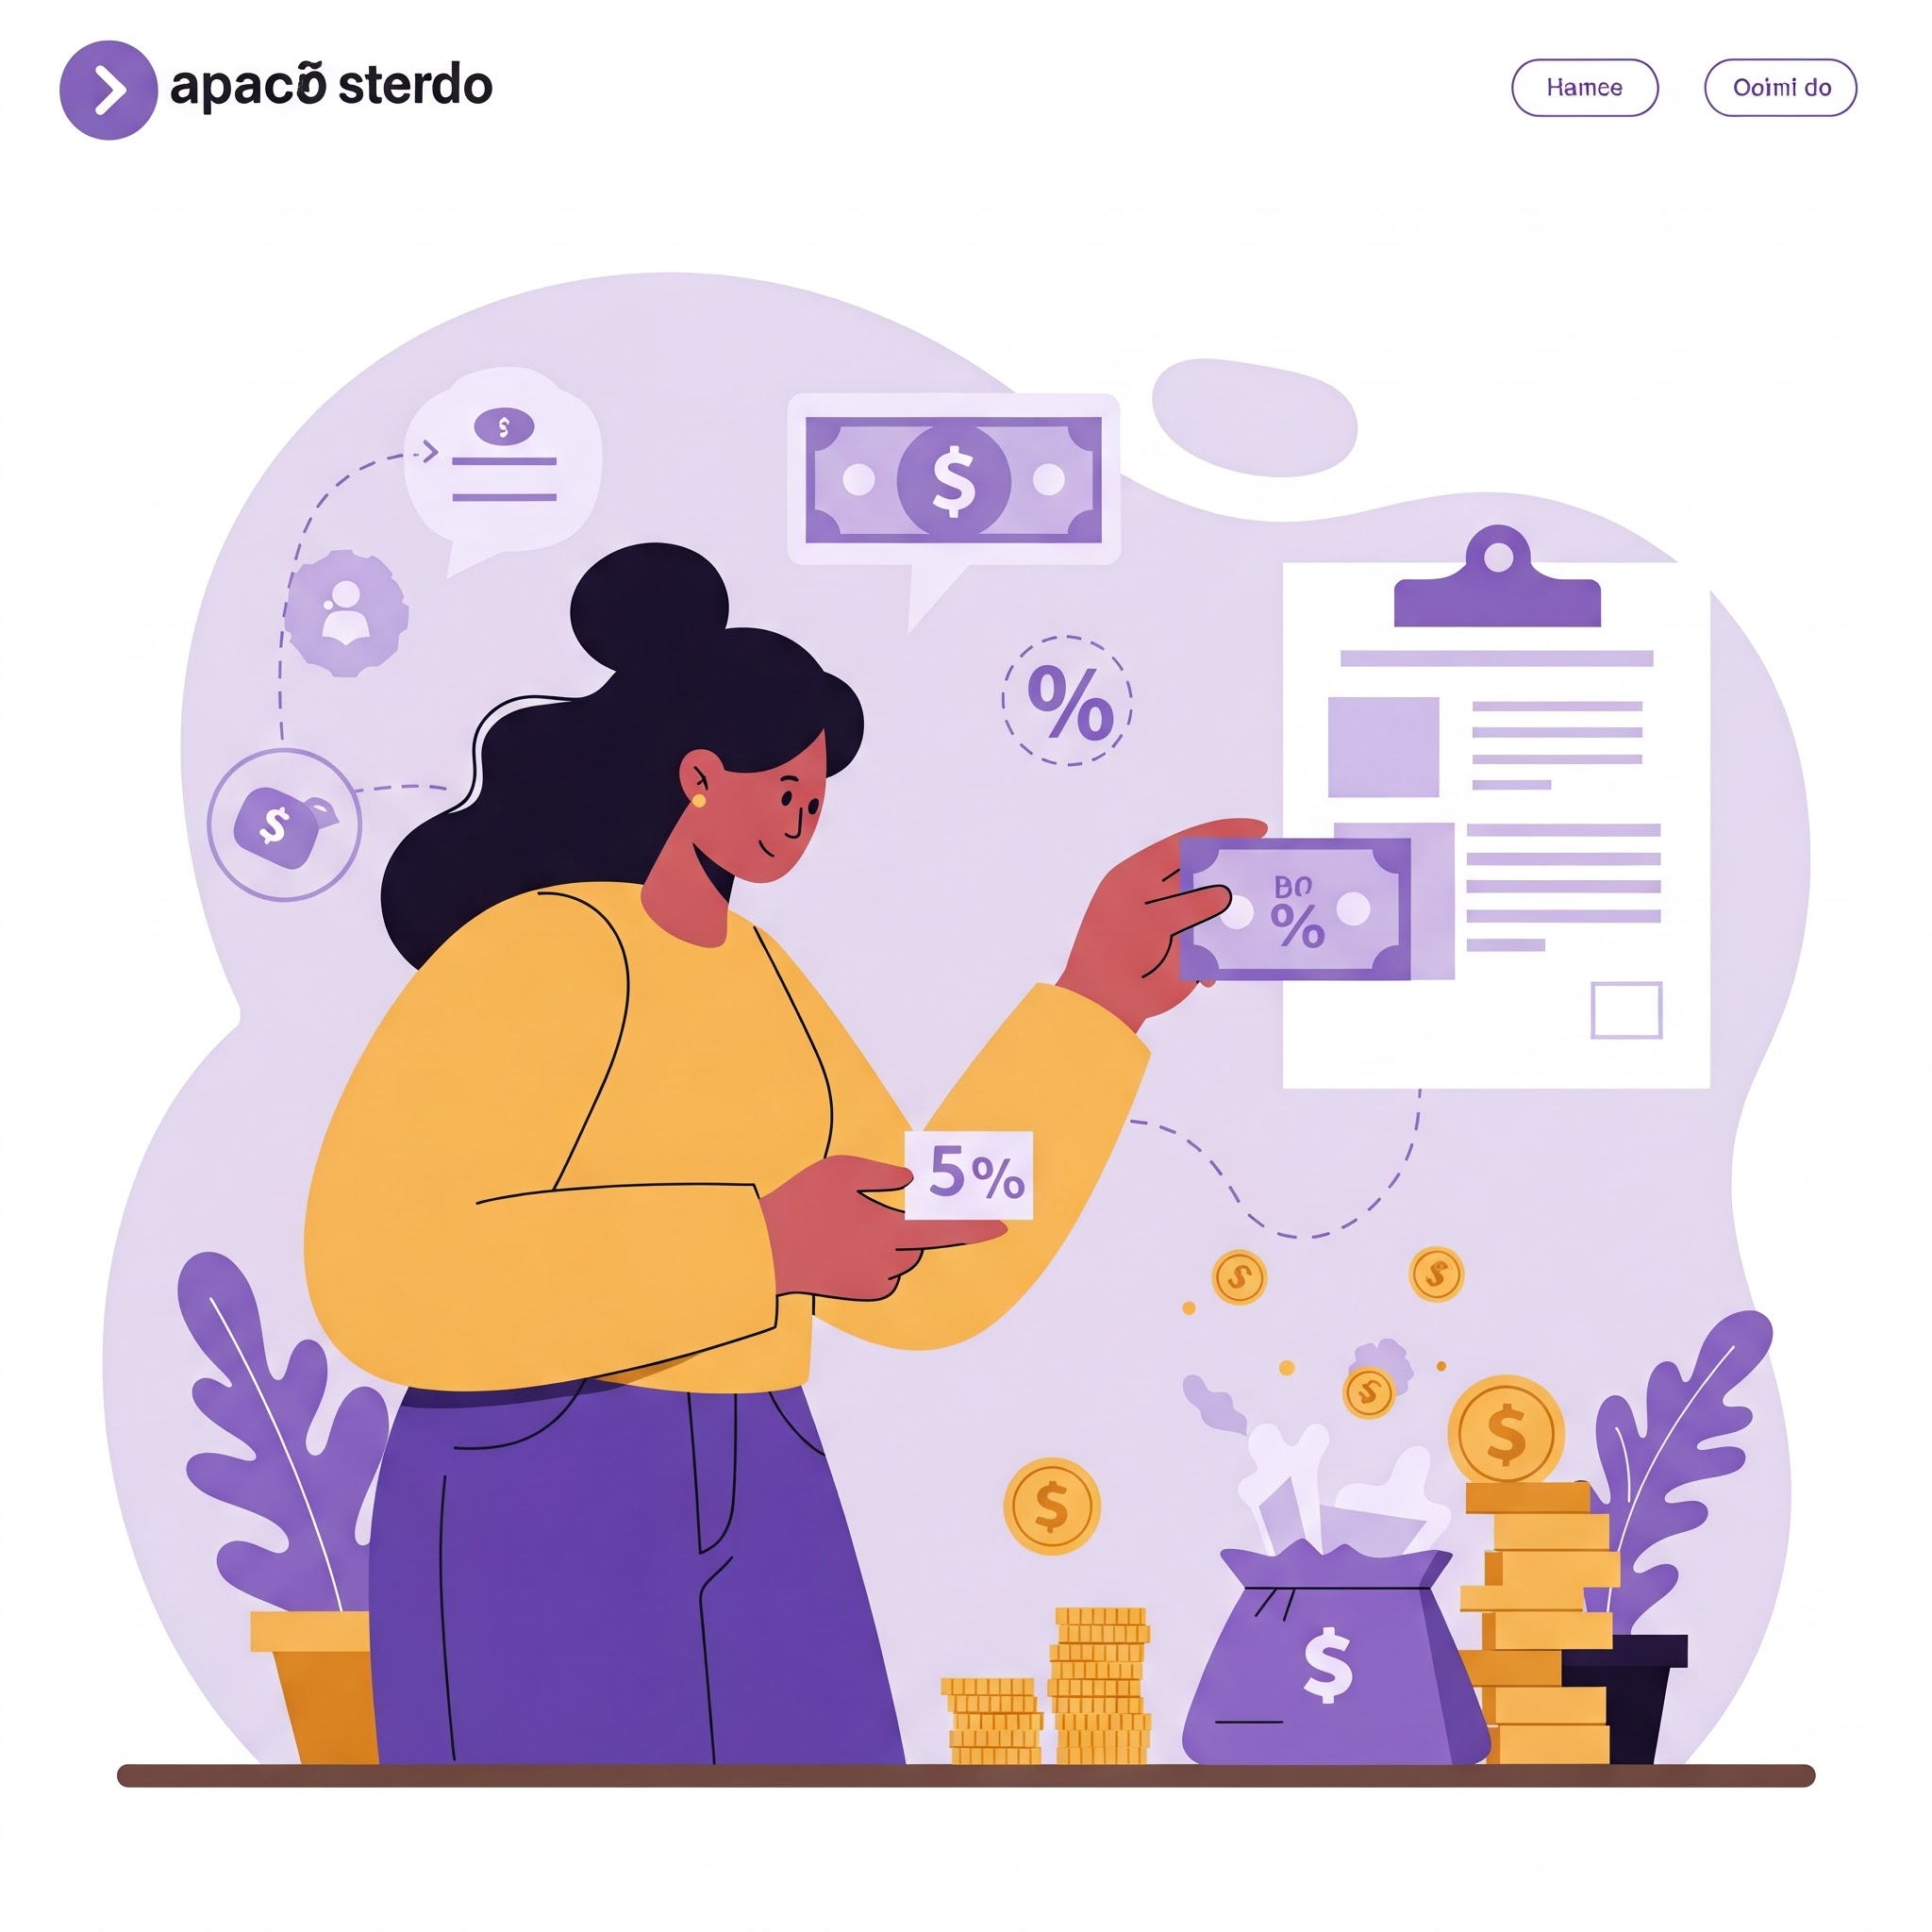 apacõ sterdo
Hamee
Ooimi do
$
$
%
$
BO
%
5%
$
$
$